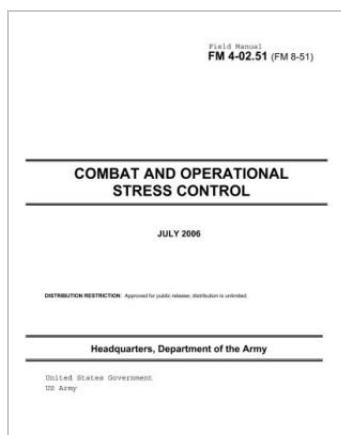 Field Manual
FM 4-02.51 (FM 8-51)
COMBAT AND OPERATIONAL
STRESS CONTROL
JULY 2006
DISTRIBUTION RESTRICTION: Approved for public release; distribution is unlimited.
Headquarters, Department of the Army
United States Government
US Army